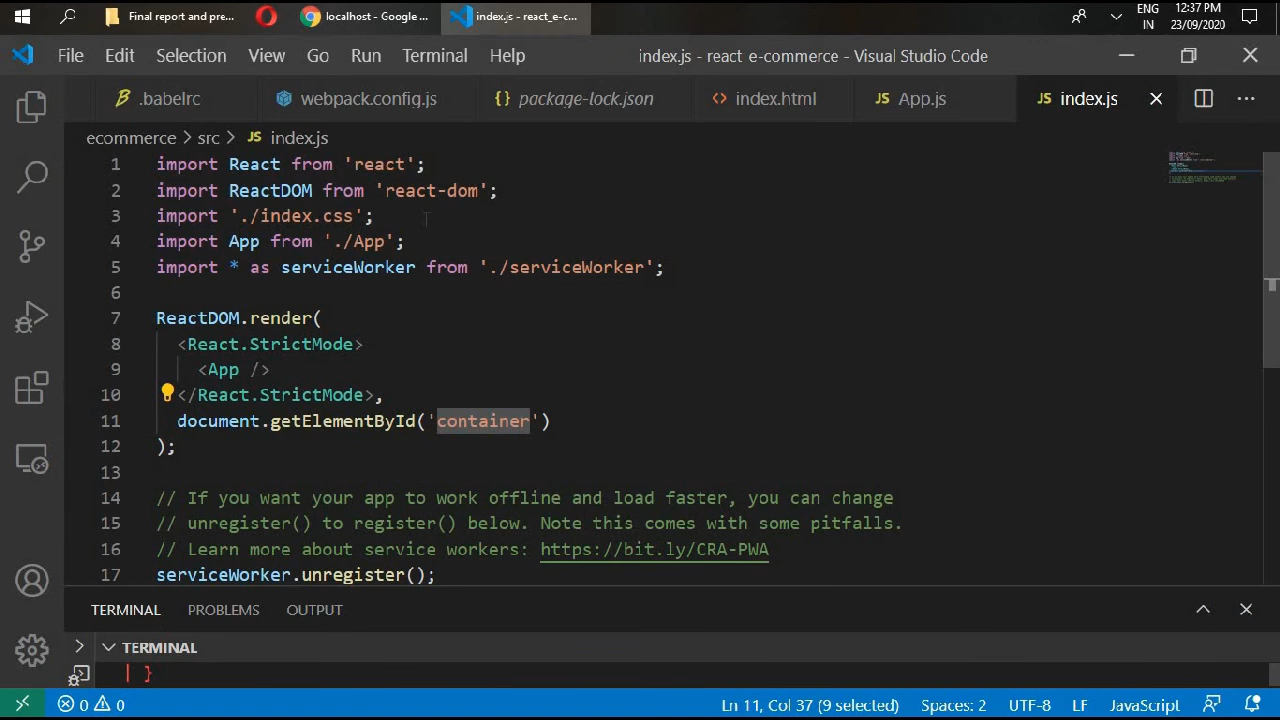 Final report and pre...
localhost - Google ...
index.js - react_e-c...
ENG
IN
12:37 PM
23/09/2020
File Edit Selection View Go Run Terminal Help
index.js - react e-commerce - Visual Studio Code
.babelrc
webpack.config.js
{} package-lock.json
<> index.html
JS App.js
JS index.js
ecommerce > src > JS index.js
1 import React from 'react';
2 import ReactDOM from 'react-dom';
3 import './index.css';
4 import App from './App';
5 import * as serviceWorker from './serviceWorker';
6
7 ReactDOM.render(
8 <React.StrictMode>
9 <App />
10 </React.StrictMode>,
11 document.getElementById('container')
12 );
13
14 // If you want your app to work offline and load faster, you can change
15 // unregister() to register() below. Note this comes with some pitfalls.
16 // Learn more about service workers: https://bit.ly/CRA-PWA
17 serviceWorker.unregister();
TERMINAL PROBLEMS OUTPUT
TERMINAL
| }
0 0
Ln 11, Col 37 (9 selected) Spaces: 2 UTF-8 LF JavaScript